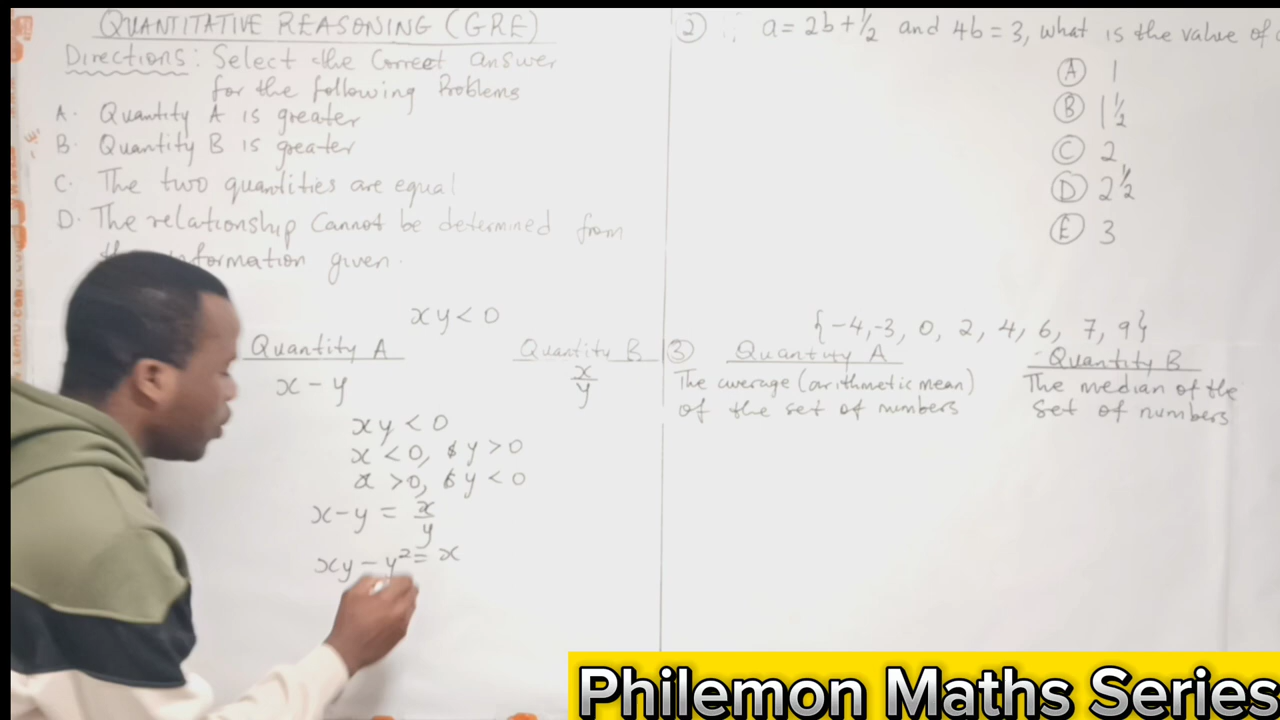 QUANTITATIVE REASONING (GRE)
Directions: Select the Correct answer
for the following Problems
A. Quantity A is greater
B. Quantity B is greater
C. The two quantities are equal
D. The relationship Cannot be determined from
information given.
xy < 0
Quantity A Quantity B
x - y x/y
xy < 0
x < 0, & y > 0
x > 0, & y < 0
x - y = x/y
xy - y² = x
2 a = 2b + 1/2 and 4b = 3, what is the value of
A 1
B 1 1/2
C 2
D 2 1/2
E 3
{-4, -3, 0, 2, 4, 6, 7, 9}
3 Quantity A Quantity B
The average (arithmetic mean) The median of the
of the set of numbers set of numbers
Philemon Maths Series